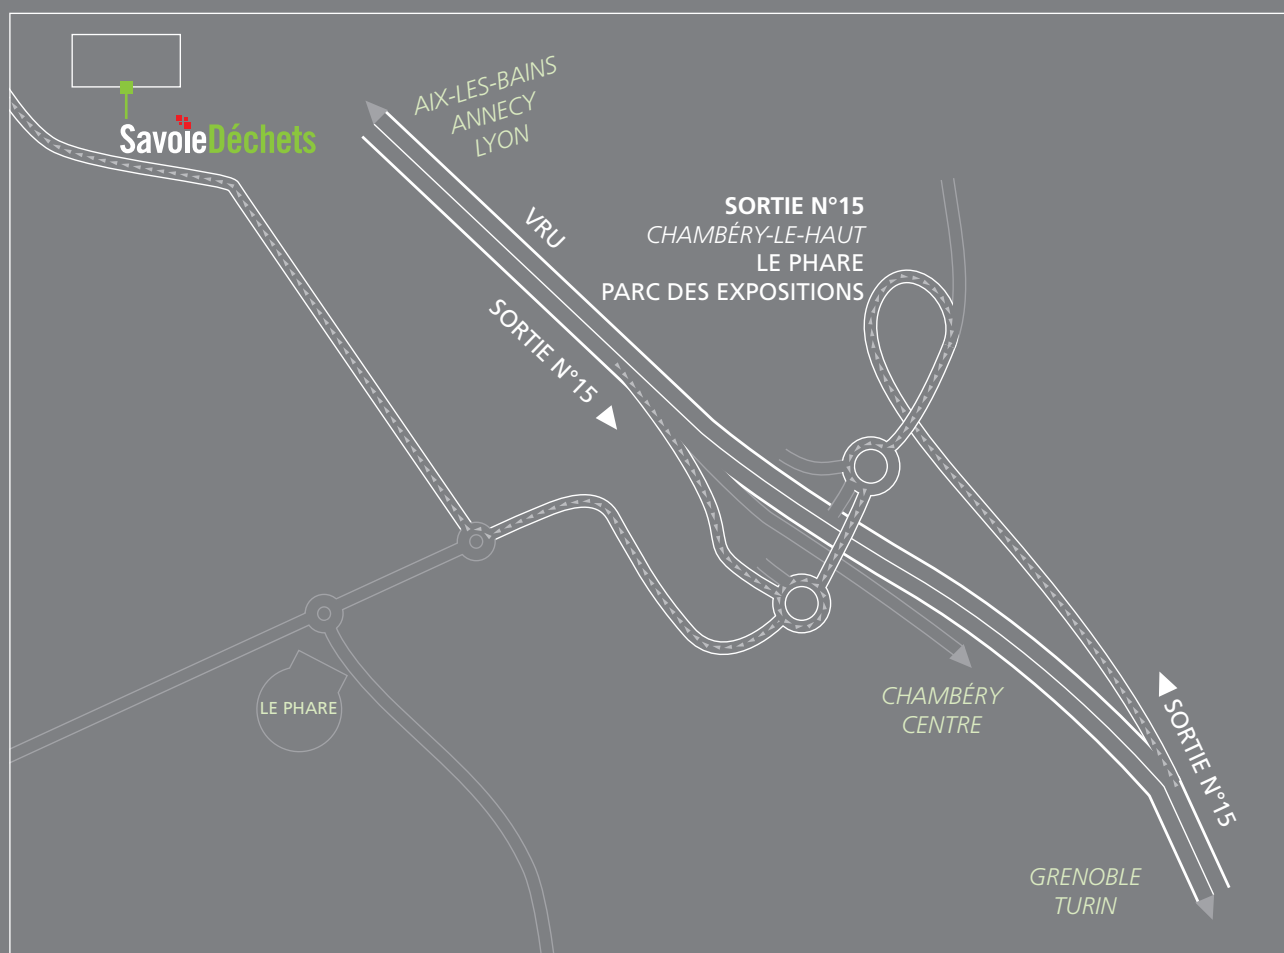 SavoieDéchets
AIX-LES-BAINS
ANNECY
LYON
VRU
SORTIE N°15
CHAMBÉRY-LE-HAUT
LE PHARE
PARC DES EXPOSITIONS
SORTIE N°15
LE PHARE
CHAMBÉRY
CENTRE
SORTIE N°15
GRENOBLE
TURIN